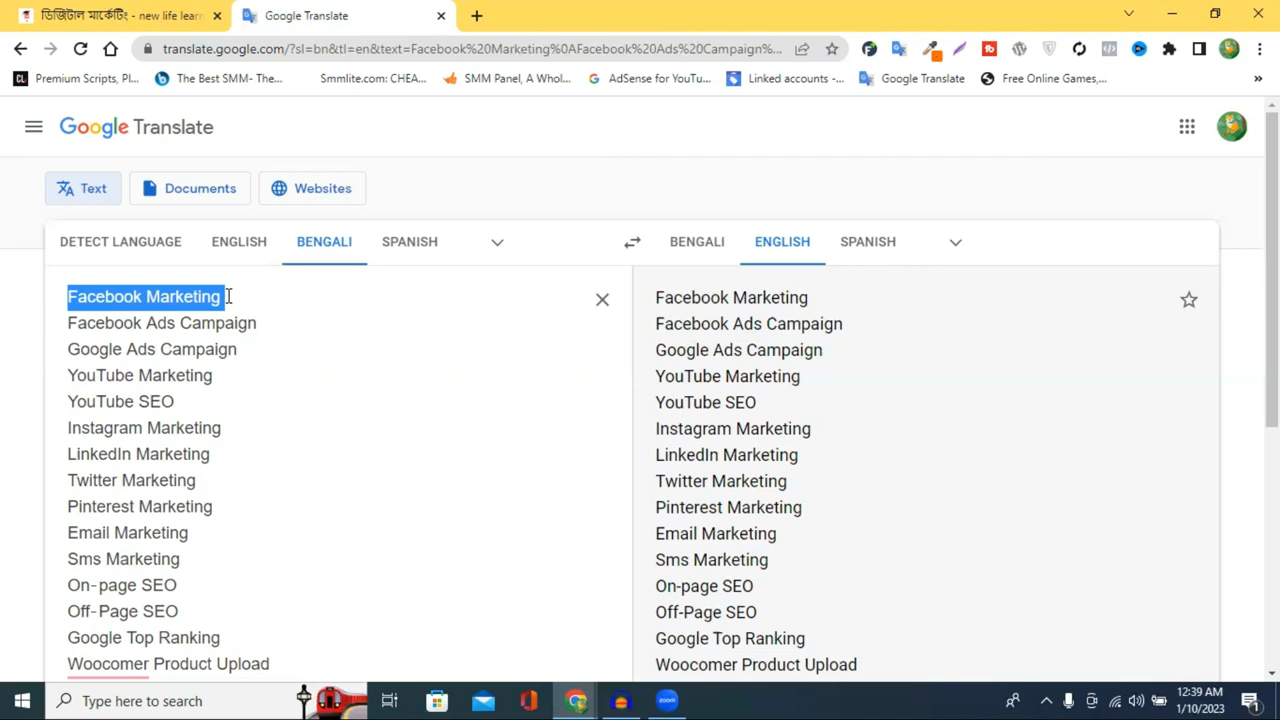 ডিজিটাল মার্কেটিং - new life lear
Google Translate
translate.google.com/?sl=bn&tl=en&text=Facebook%20Marketing%0AFacebook%20Ads%20Campaign%...
Premium Scripts, Pl...
The Best SMM- The...
Smmlite.com: CHEA...
SMM Panel, A Whol...
AdSense for YouTu...
Linked accounts -...
Google Translate
Free Online Games,...
Google Translate
Text
Documents
Websites
DETECT LANGUAGE
ENGLISH
BENGALI
SPANISH
BENGALI
ENGLISH
SPANISH
Facebook Marketing
Facebook Ads Campaign
Google Ads Campaign
YouTube Marketing
YouTube SEO
Instagram Marketing
LinkedIn Marketing
Twitter Marketing
Pinterest Marketing
Email Marketing
Sms Marketing
On-page SEO
Off-Page SEO
Google Top Ranking
Woocomer Product Upload
Facebook Marketing
Facebook Ads Campaign
Google Ads Campaign
YouTube Marketing
YouTube SEO
Instagram Marketing
LinkedIn Marketing
Twitter Marketing
Pinterest Marketing
Email Marketing
Sms Marketing
On-page SEO
Off-Page SEO
Google Top Ranking
Woocomer Product Upload
Type here to search
zoom
12:39 AM
1/10/2023